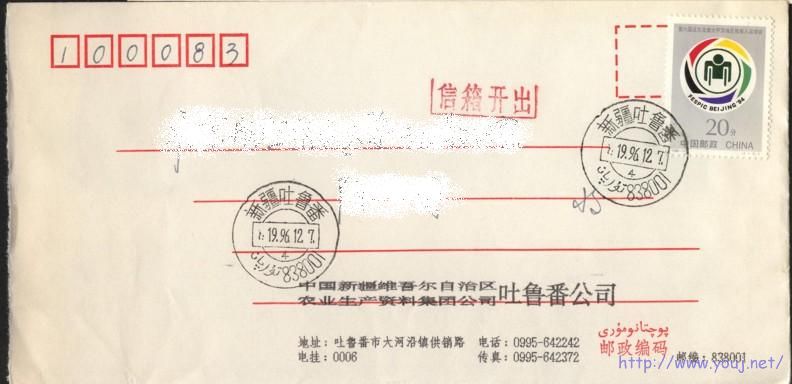 100083
信箱开出
FESPIC BEIJING '94
20分
中国邮政 CHINA
新疆吐鲁番
19.96.12.7.
4
838001
新疆吐鲁番
19.96.12.7.
4
838001
中国新疆维吾尔自治区
农业生产资料集团公司吐鲁番公司
地址：吐鲁番市大河沿镇供销路 电话：0995-642242
电挂：0006 传真：0995-642372
پوچتانومۇرى
邮政编码 邮编：838001
http://www.youj.net/